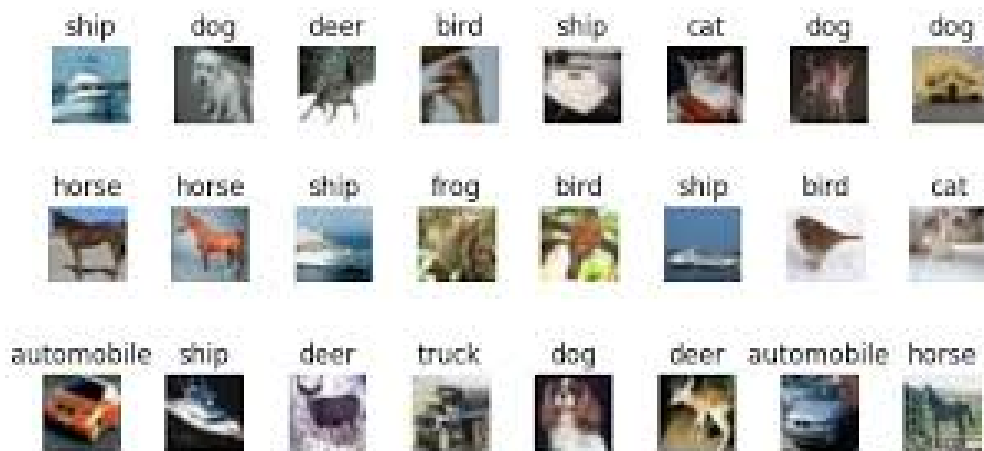 ship dog deer bird ship cat dog dog
horse horse ship frog bird ship bird cat
automobile ship deer truck dog deer automobile horse